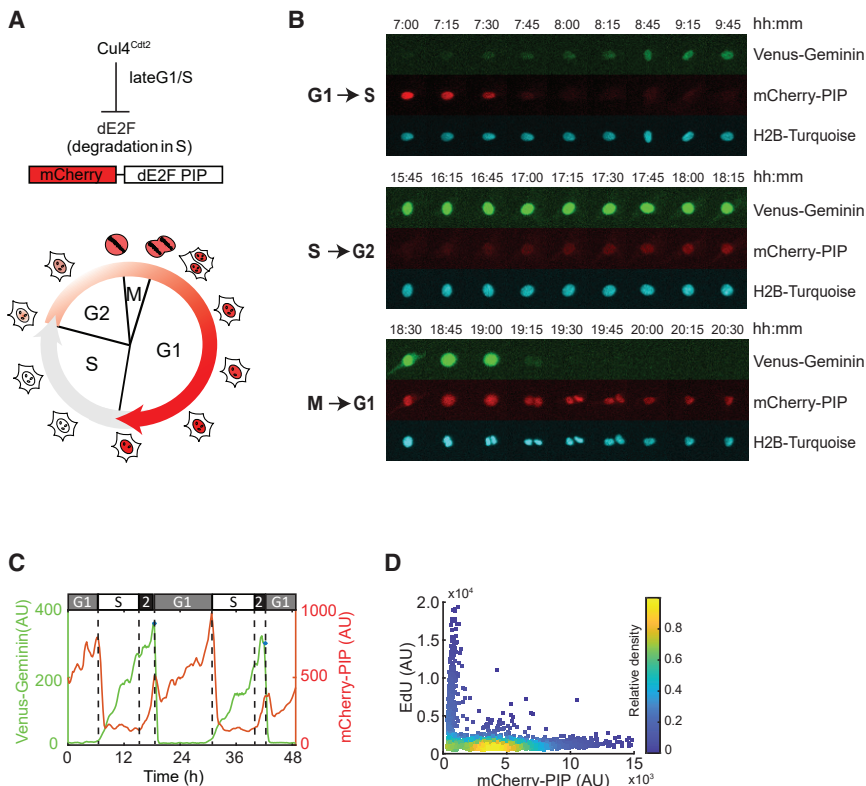 A
Cul4Cdt2
lateG1/S
dE2F
(degradation in S)
mCherry
dE2F PIP
M
G2
G1
S
B
7:00 7:15 7:30 7:45 8:00 8:15 8:45 9:15 9:45 hh:mm
Venus-Geminin
G1 → S
mCherry-PIP
H2B-Turquoise
15:45 16:15 16:45 17:00 17:15 17:30 17:45 18:00 18:15 hh:mm
Venus-Geminin
S → G2
mCherry-PIP
H2B-Turquoise
18:30 18:45 19:00 19:15 19:30 19:45 20:00 20:15 20:30 hh:mm
Venus-Geminin
M → G1
mCherry-PIP
H2B-Turquoise
C
G1 S 2 G1 S 2 G1
Venus-Geminin(AU)
400
200
0
1000
500
0
mCherry-PIP (AU)
0 12 24 36 48
Time (h)
D
x10⁴
EdU (AU)
2.0
1.5
1.0
0.5
0
0 5 10 15
x10³
mCherry-PIP (AU)
Relative density
0.8
0.6
0.4
0.2
0